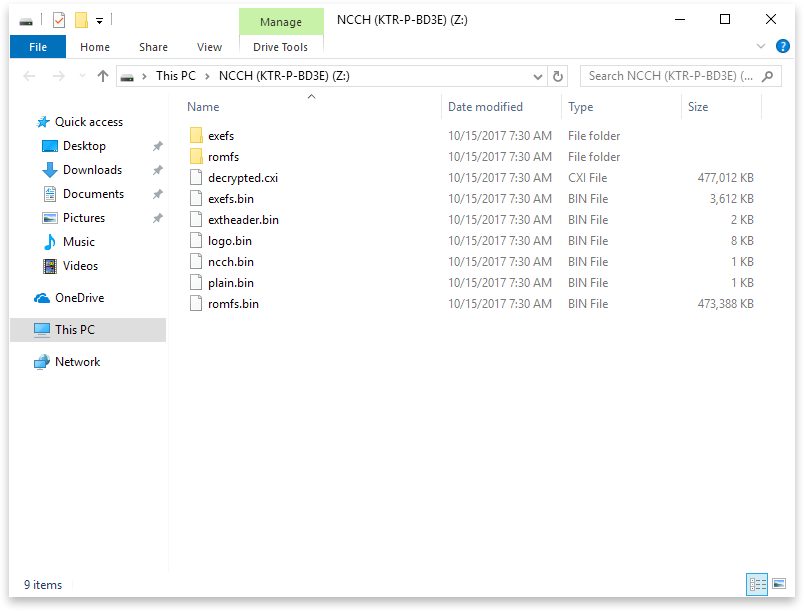 Manage NCCH (KTR-P-BD3E) (Z:)
File Home Share View Drive Tools
This PC NCCH (KTR-P-BD3E) (Z:) Search NCCH (KTR-P-BD3E) (...
Name Date modified Type Size
Quick access
Desktop
Downloads
Documents
Pictures
Music
Videos
OneDrive
This PC
Network
exefs 10/15/2017 7:30 AM File folder
romfs 10/15/2017 7:30 AM File folder
decrypted.cxi 10/15/2017 7:30 AM CXI File 477,012 KB
exefs.bin 10/15/2017 7:30 AM BIN File 3,612 KB
extheader.bin 10/15/2017 7:30 AM BIN File 2 KB
logo.bin 10/15/2017 7:30 AM BIN File 8 KB
ncch.bin 10/15/2017 7:30 AM BIN File 1 KB
plain.bin 10/15/2017 7:30 AM BIN File 1 KB
romfs.bin 10/15/2017 7:30 AM BIN File 473,388 KB
9 items